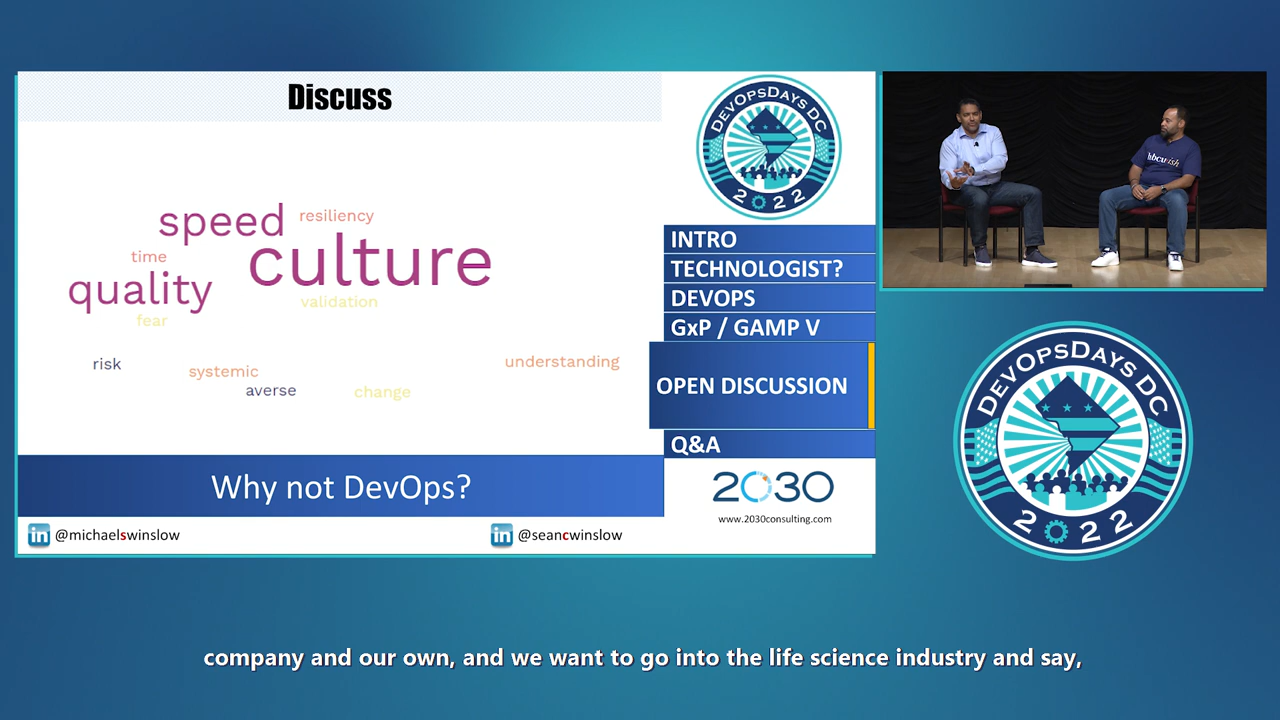 Discuss
speed
resiliency
time
culture
quality
validation
fear
risk
systemic
understanding
averse
change
Why not DevOps?
in @michaelswinslow
in @seancwinslow
DEVOPSDAYS DC
2022
INTRO
TECHNOLOGIST?
DEVOPS
GxP / GAMP V
OPEN DISCUSSION
Q&A
2030
www.2030consulting.com
DEVOPSDAYS DC
2022
company and our own, and we want to go into the life science industry and say,